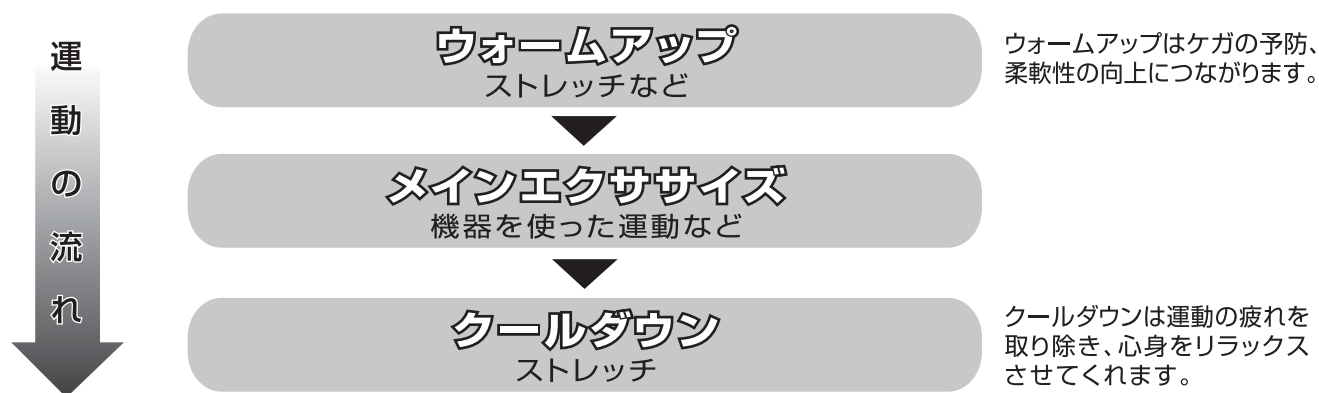 運動の流れ
ウォームアップ
ストレッチなど
ウォームアップはケガの予防、
柔軟性の向上につながります。
メインエクササイズ
機器を使った運動など
クールダウン
ストレッチ
クールダウンは運動の疲れを
取り除き、心身をリラックス
させてくれます。